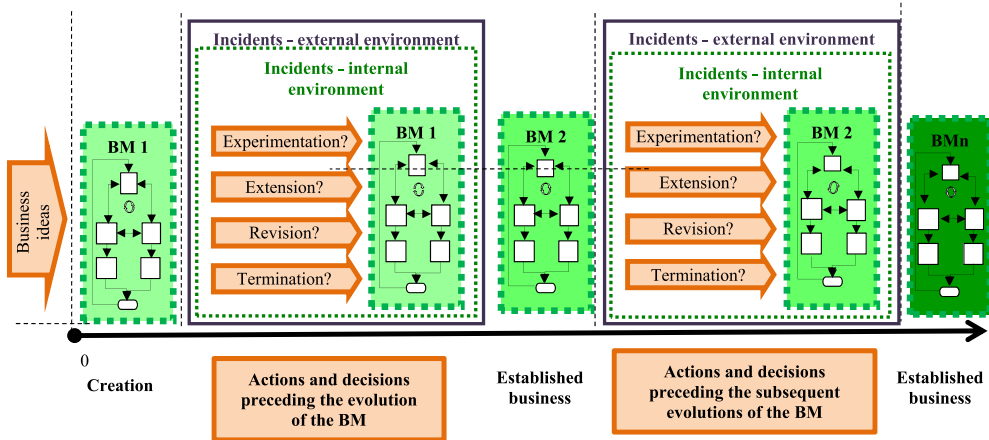 Business
ideas
BM 1
Incidents - external environment
Incidents - internal
environment
Experimentation?
Extension?
Revision?
Termination?
BM 1
BM 2
Incidents - external environment
Incidents - internal
environment
Experimentation?
Extension?
Revision?
Termination?
BM 2
BMn
0
Creation
Actions and decisions
preceding the evolution
of the BM
Established
business
Actions and decisions
preceding the subsequent
evolutions of the BM
Established
business